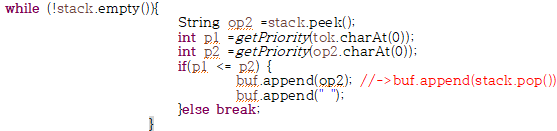 while (!stack.empty()){
String op2 =stack.peek();
int p1 =getPriority(tok.charAt(0));
int p2 =getPriority(op2.charAt(0));
if(p1 <= p2) {
buf.append(op2); //->buf.append(stack.pop())
buf.append(" ");
}else break;
}